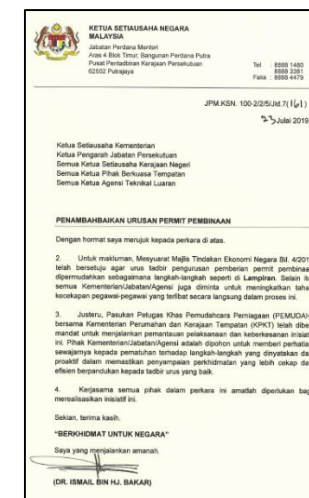 KETUA SETIAUSAHA NEGARA
MALAYSIA
Jabatan Perdana Menteri
Aras 4 Blok Timur, Bangunan Perdana Putra
Pusat Pentadbiran Kerajaan Persekutuan
62502 Putrajaya
Tel : 8888 1480
8888 3381
Faks : 8888 4479
JPM.KSN. 100-2/2/5/Jld.7(161)
23 Julai 2019
Ketua Setiausaha Kementerian
Ketua Pengarah Jabatan Persekutuan
Semua Ketua Setiausaha Kerajaan Negeri
Semua Ketua Pihak Berkuasa Tempatan
Semua Ketua Agensi Teknikal Luaran
PENAMBAHBAIKAN URUSAN PERMIT PEMBINAAN
Dengan hormat saya merujuk kepada perkara di atas.
2. Untuk makluman, Mesyuarat Majlis Tindakan Ekonomi Negara Bil. 4/201
telah bersetuju agar urus tadbir pengurusan pemberian permit pembinaa
dipermudahkan sebagaimana langkah-langkah seperti di Lampiran. Selain it
semua Kementerian/Jabatan/Agensi juga diminta untuk meningkatkan taha
kecekapan pegawai-pegawai yang terlibat secara langsung dalam proses ini.
3. Justeru, Pasukan Petugas Khas Pemudahcara Perniagaan (PEMUDAH
bersama Kementerian Perumahan dan Kerajaan Tempatan (KPKT) telah dibe
mandat untuk menjalankan pemantauan pelaksanaan dan keberkesanan inisiat
ini. Pihak Kementerian/Jabatan/Agensi adalah dipohon untuk memberi perhatia
sewajarnya kepada pematuhan terhadap langkah-langkah yang dinyatakan da
proaktif dalam memastikan penyampaian perkhidmatan yang lebih cekap da
efisien berpandukan kepada tadbir urus yang baik.
4. Kerjasama semua pihak dalam perkara ini amatlah diperlukan bag
merealisasikan inisiatif ini.
Sekian, terima kasih.
"BERKHIDMAT UNTUK NEGARA"
Saya yang menjalankan amanah,
(DR. ISMAIL BIN HJ. BAKAR)